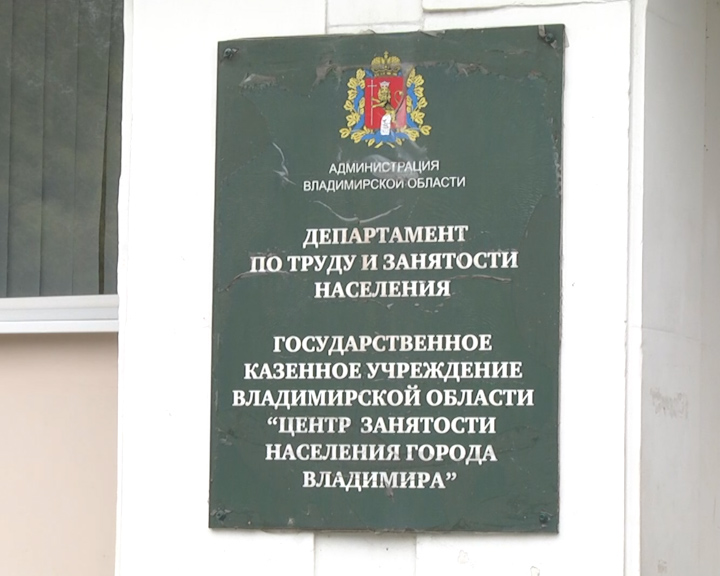 АДМИНИСТРАЦИЯ
ВЛАДИМИРСКОЙ ОБЛАСТИ
ДЕПАРТАМЕНТ
ПО ТРУДУ И ЗАНЯТОСТИ
НАСЕЛЕНИЯ
ГОСУДАРСТВЕННОЕ
КАЗЕННОЕ УЧРЕЖДЕНИЕ
ВЛАДИМИРСКОЙ ОБЛАСТИ
“ЦЕНТР ЗАНЯТОСТИ
НАСЕЛЕНИЯ ГОРОДА
ВЛАДИМИРА”